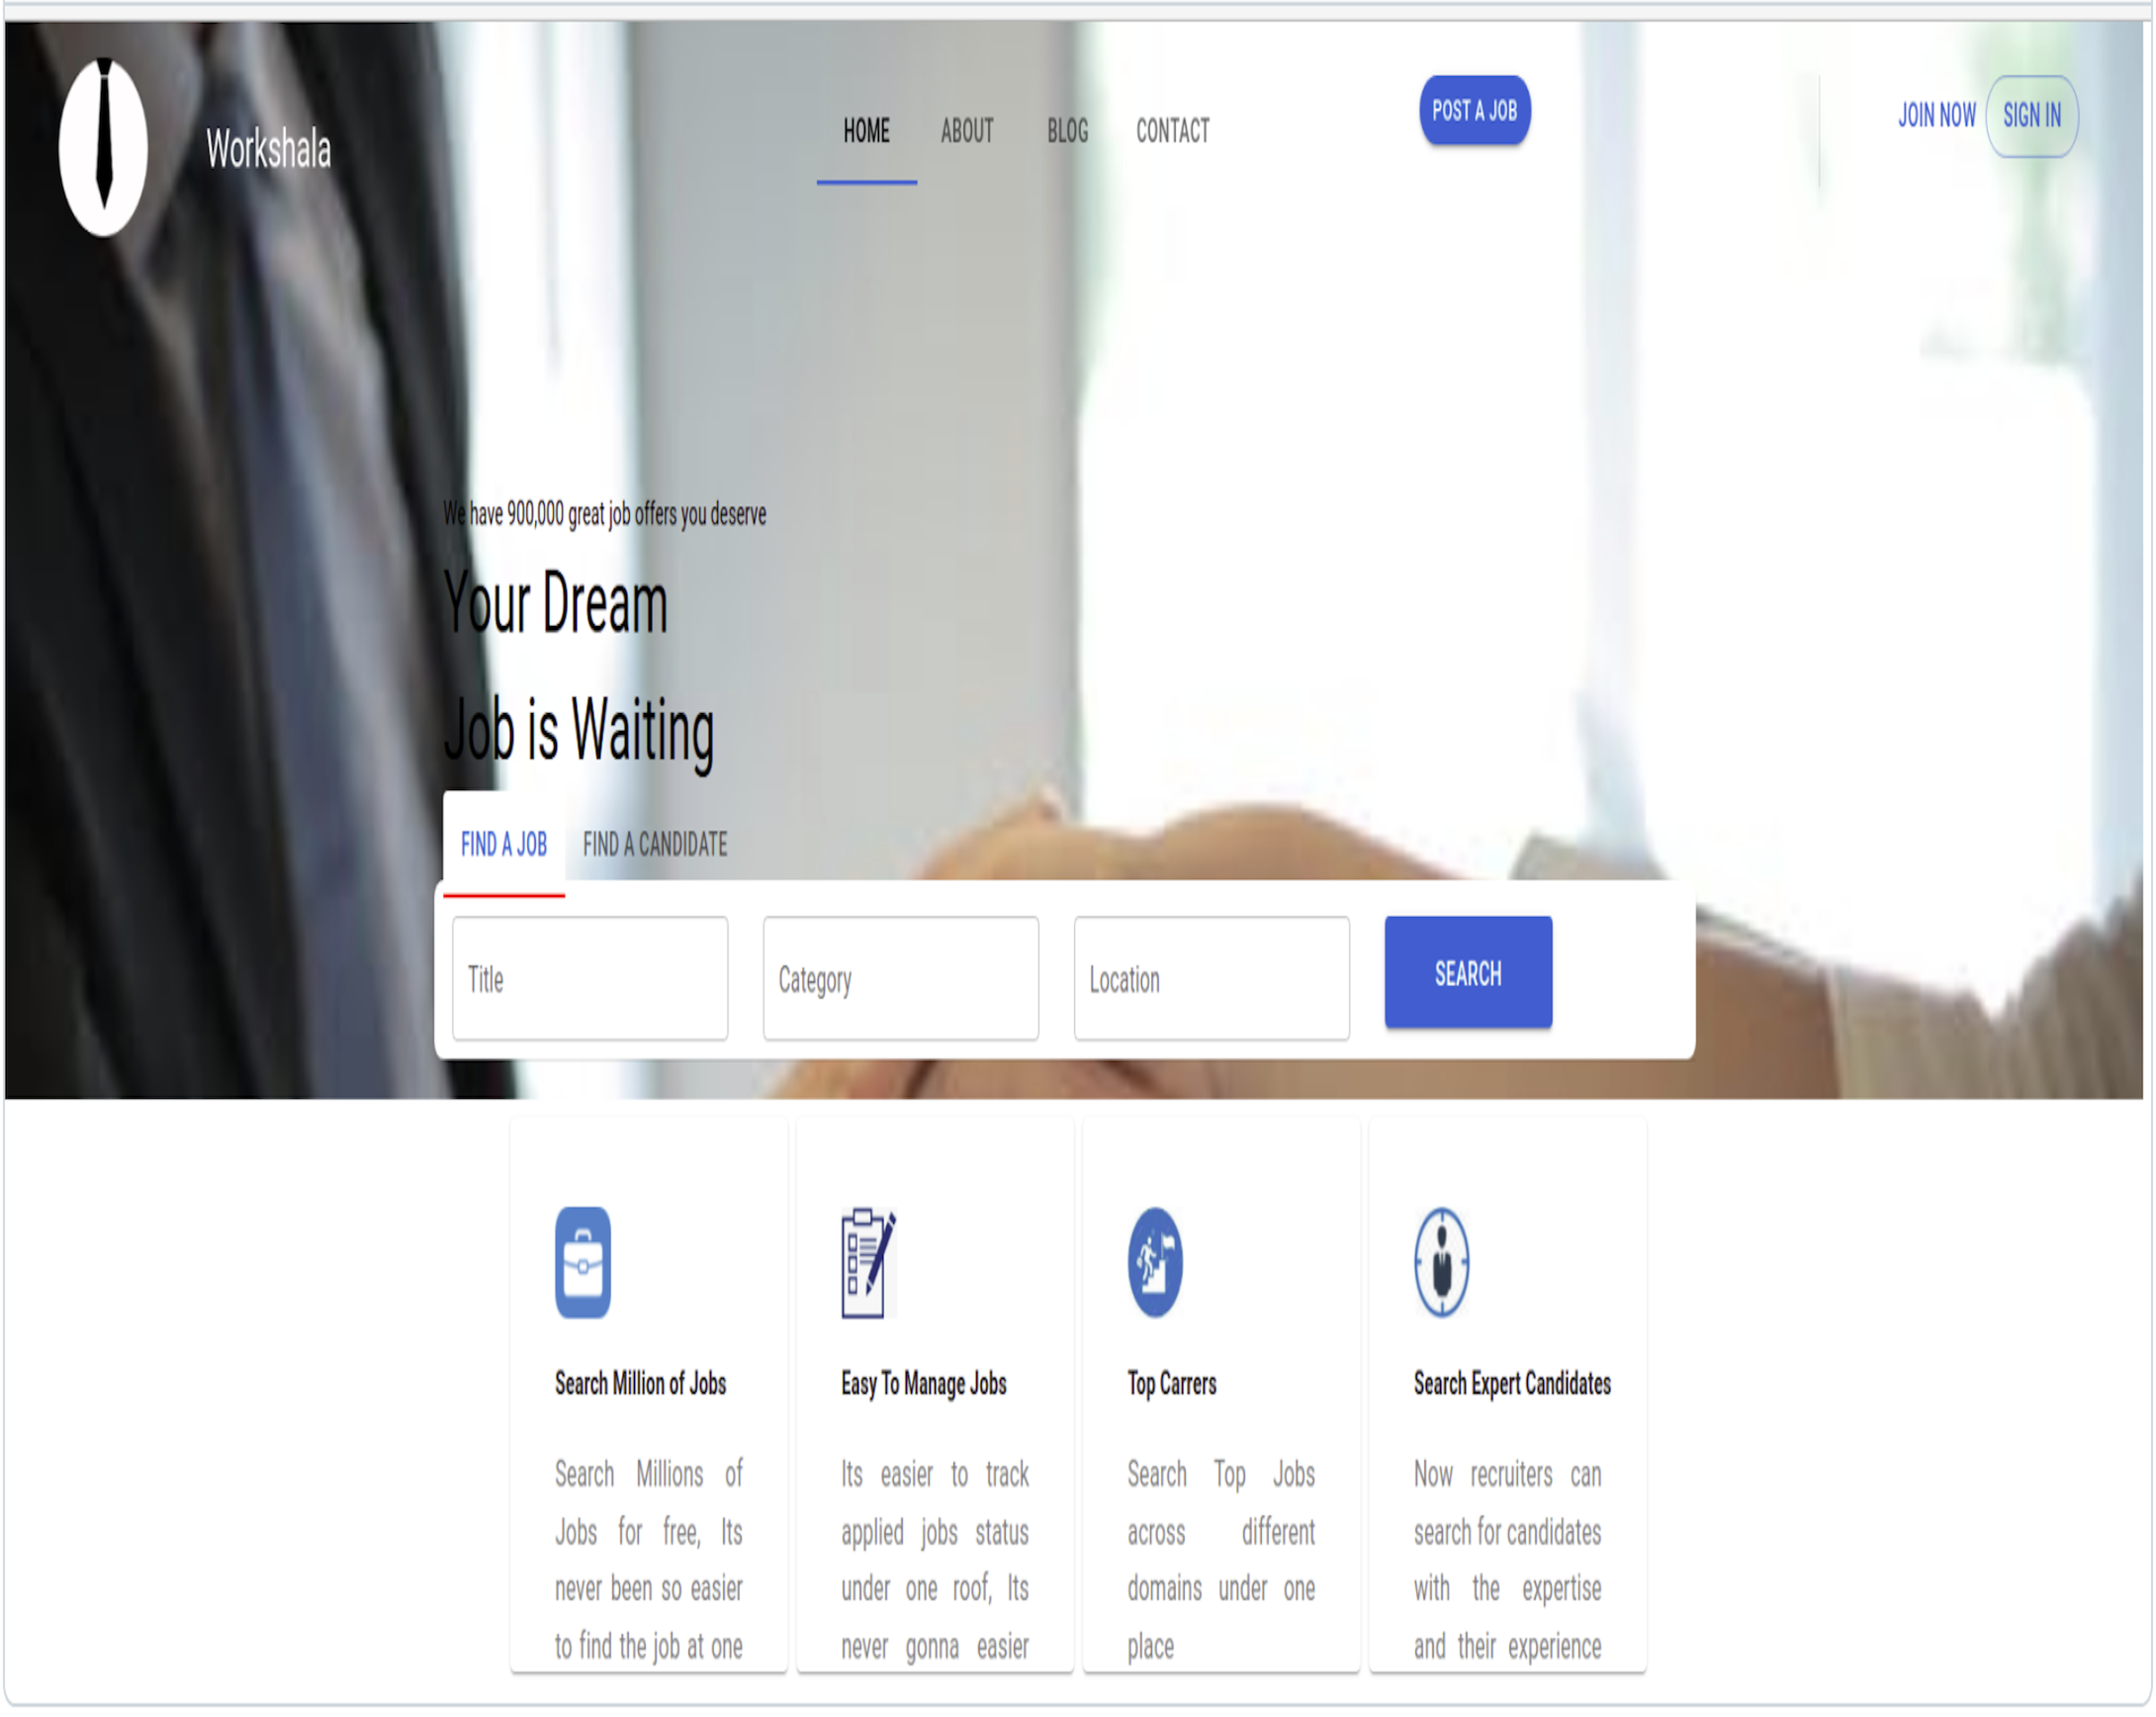 Workshala
HOME ABOUT BLOG CONTACT
POST A JOB
JOIN NOW SIGN IN
We have 900,000 great job offers you deserve
Your Dream
Job is Waiting
FIND A JOB FIND A CANDIDATE
Title Category Location SEARCH
Search Million of Jobs
Search Millions of
Jobs for free, Its
never been so easier
to find the job at one
Easy To Manage Jobs
Its easier to track
applied jobs status
under one roof, Its
never gonna easier
Top Carrers
Search Top Jobs
across different
domains under one
place
Search Expert Candidates
Now recruiters can
search for candidates
with the expertise
and their experience